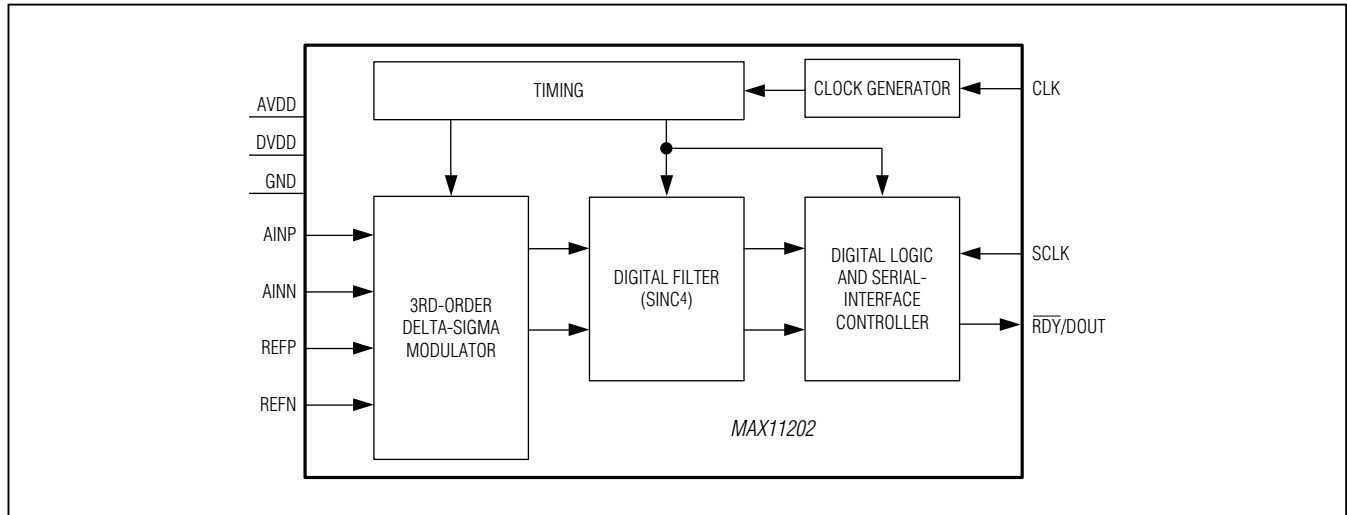 TIMING
CLOCK GENERATOR
CLK
AVDD
DVDD
GND
AINP
AINN
REFP
REFN
3RD-ORDER
DELTA-SIGMA
MODULATOR
DIGITAL FILTER
(SINC⁴)
DIGITAL LOGIC
AND SERIAL-
INTERFACE
CONTROLLER
SCLK
R̅D̅Y̅/DOUT
MAX11202